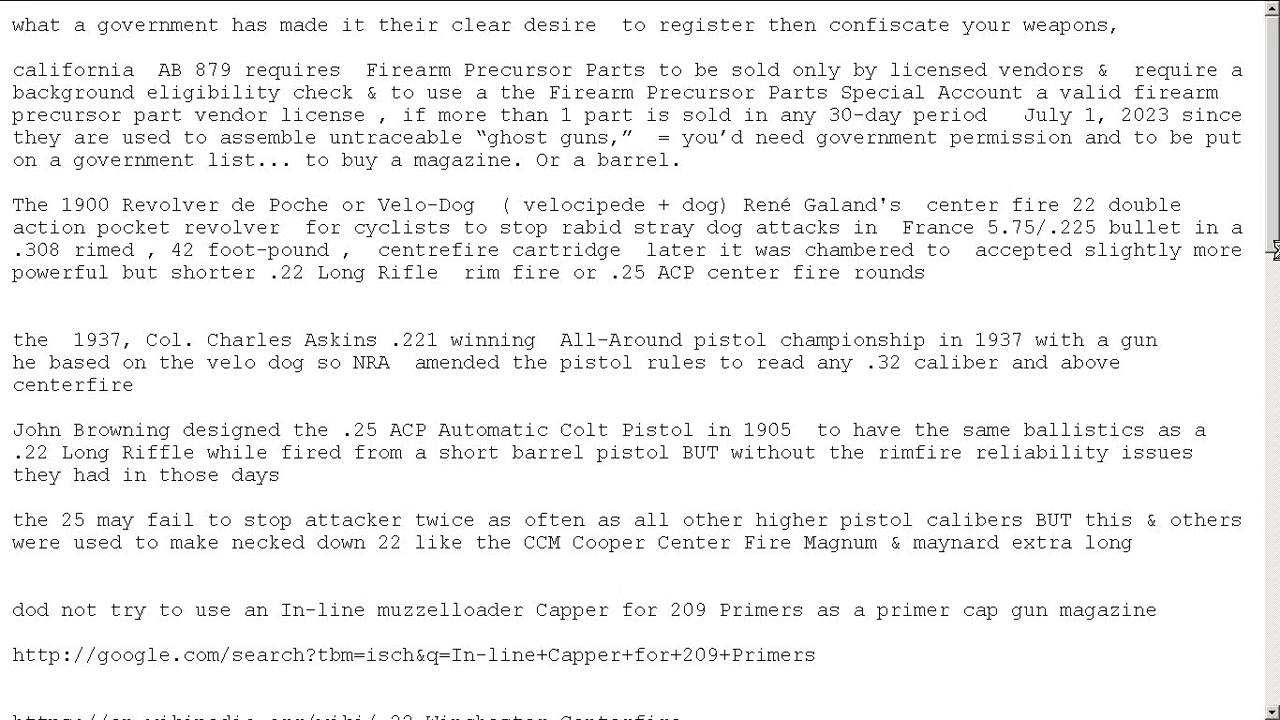 what a government has made it their clear desire  to register then confiscate your weapons,
california  AB 879 requires  Firearm Precursor Parts to be sold only by licensed vendors &  require a
background eligibility check & to use a the Firearm Precursor Parts Special Account a valid firearm
precursor part vendor license , if more than 1 part is sold in any 30-day period   July 1, 2023 since
they are used to assemble untraceable “ghost guns,”  = you’d need government permission and to be put
on a government list... to buy a magazine. Or a barrel.
The 1900 Revolver de Poche or Velo-Dog  ( velocipede + dog) René Galand's  center fire 22 double
action pocket revolver  for cyclists to stop rabid stray dog attacks in  France 5.75/.225 bullet in a
.308 rimed , 42 foot-pound ,  centrefire cartridge  later it was chambered to  accepted slightly more
powerful but shorter .22 Long Rifle  rim fire or .25 ACP center fire rounds
the  1937, Col. Charles Askins .221 winning  All-Around pistol championship in 1937 with a gun
he based on the velo dog so NRA  amended the pistol rules to read any .32 caliber and above
centerfire
John Browning designed the .25 ACP Automatic Colt Pistol in 1905  to have the same ballistics as a
.22 Long Riffle while fired from a short barrel pistol BUT without the rimfire reliability issues
they had in those days
the 25 may fail to stop attacker twice as often as all other higher pistol calibers BUT this & others
were used to make necked down 22 like the CCM Cooper Center Fire Magnum & maynard extra long
dod not try to use an In-line muzzelloader Capper for 209 Primers as a primer cap gun magazine
http://google.com/search?tbm=isch&q=In-line+Capper+for+209+Primers